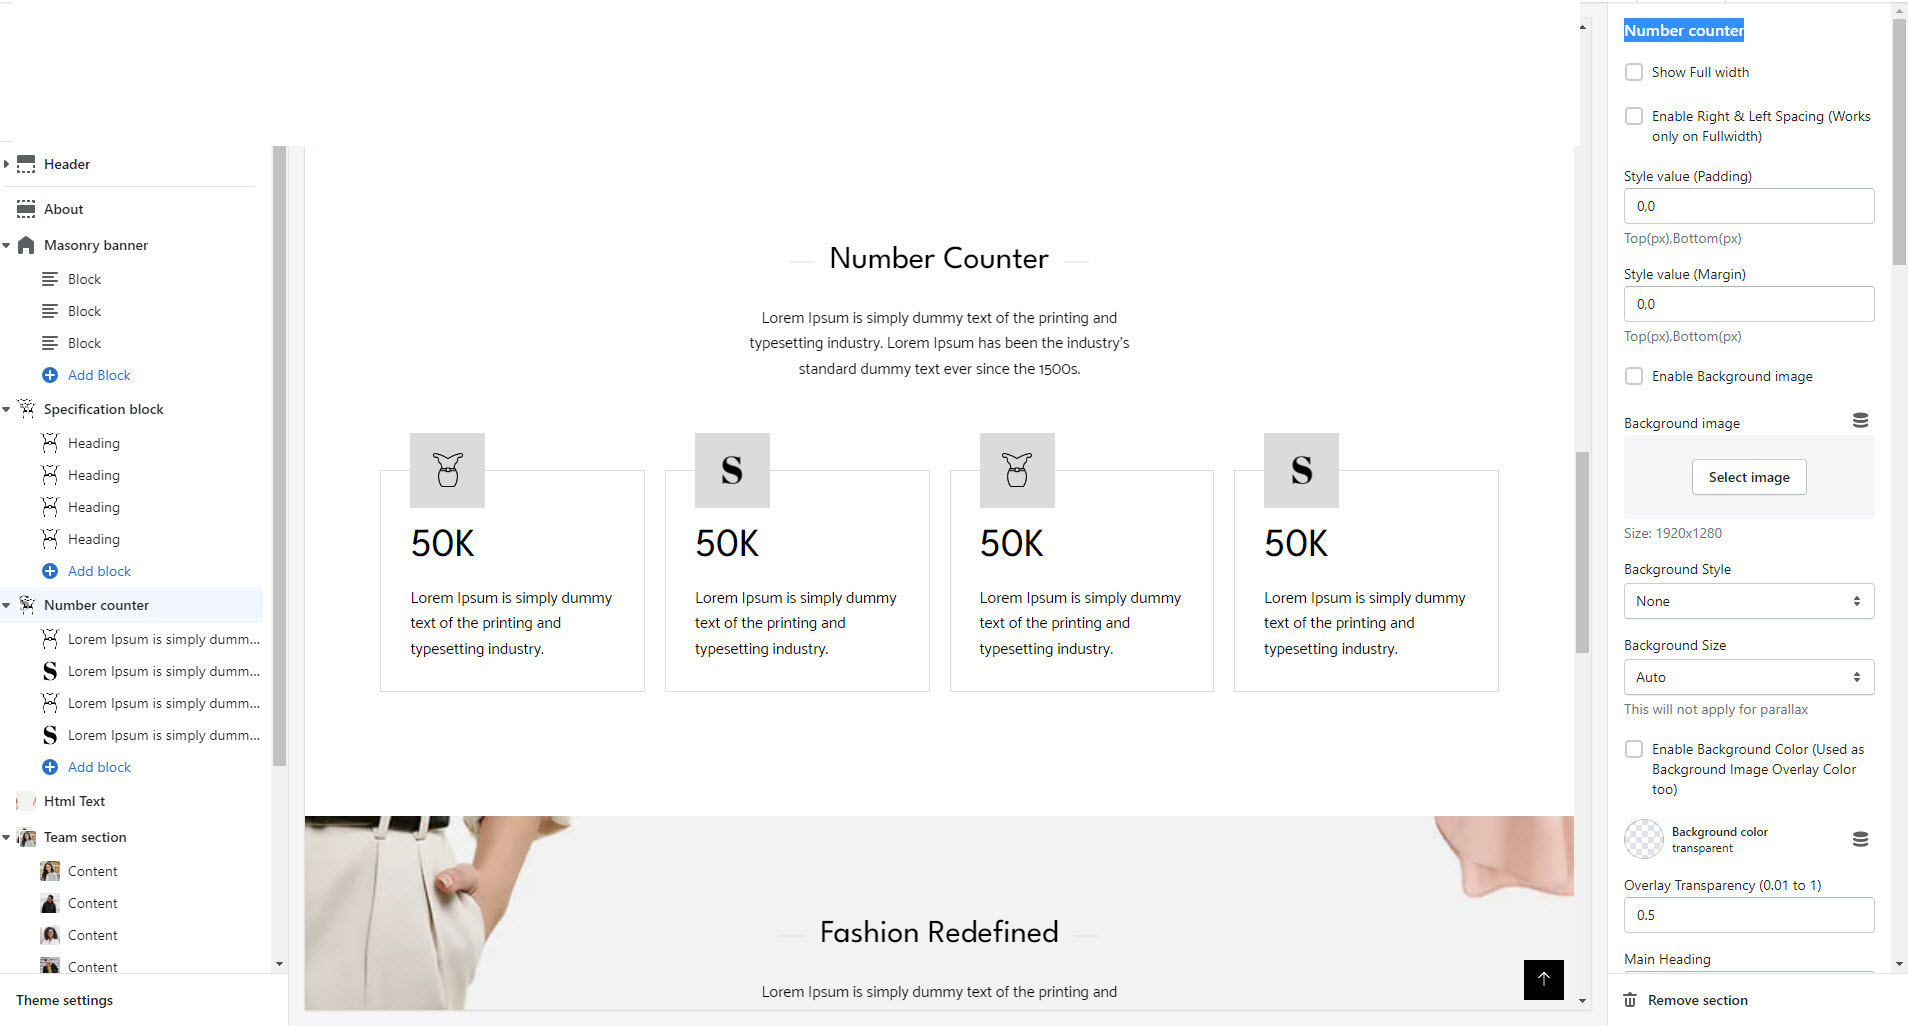 Header
About
Masonry banner
Block
Block
Block
Add Block
Specification block
Heading
Heading
Heading
Heading
Add block
Number counter
Lorem Ipsum is simply dumm...
Lorem Ipsum is simply dumm...
Lorem Ipsum is simply dumm...
Lorem Ipsum is simply dumm...
Add block
Html Text
Team section
Content
Content
Content
Content
Theme settings
Number Counter
Lorem Ipsum is simply dummy text of the printing and
typesetting industry. Lorem Ipsum has been the industry's
standard dummy text ever since the 1500s.
50K
Lorem Ipsum is simply dummy
text of the printing and
typesetting industry.
S
50K
Lorem Ipsum is simply dummy
text of the printing and
typesetting industry.
50K
Lorem Ipsum is simply dummy
text of the printing and
typesetting industry.
S
50K
Lorem Ipsum is simply dummy
text of the printing and
typesetting industry.
Fashion Redefined
Lorem Ipsum is simply dummy text of the printing and
Number counter
Show Full width
Enable Right & Left Spacing (Works
only on Fullwidth)
Style value (Padding)
0,0
Top(px),Bottom(px)
Style value (Margin)
0,0
Top(px),Bottom(px)
Enable Background image
Background image
Select image
Size: 1920x1280
Background Style
None
Background Size
Auto
This will not apply for parallax
Enable Background Color (Used as
Background Image Overlay Color
too)
Background color
transparent
Overlay Transparency (0.01 to 1)
0.5
Main Heading
Remove section